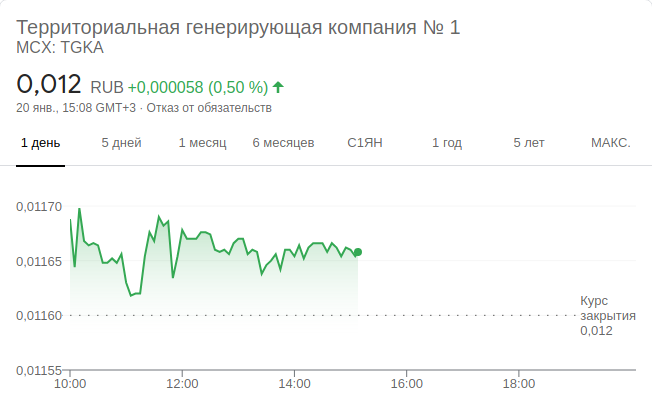 Территориальная генерирующая компания № 1
MCX: TGKA
0,012 RUB +0,000058 (0,50 %)
20 янв., 15:08 GMT+3 · Отказ от обязательств
1 день 5 дней 1 месяц 6 месяцев С1ЯН 1 год 5 лет МАКС.
0,01170
0,01165
0,01160
0,01155
Курс
закрытия
0,012
10:00 12:00 14:00 16:00 18:00